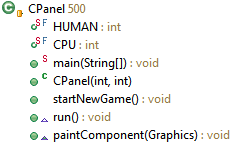 CPanel 500
HUMAN : int
CPU : int
main(String[]) : void
CPanel(int, int)
startNewGame() : void
run() : void
paintComponent(Graphics) : void